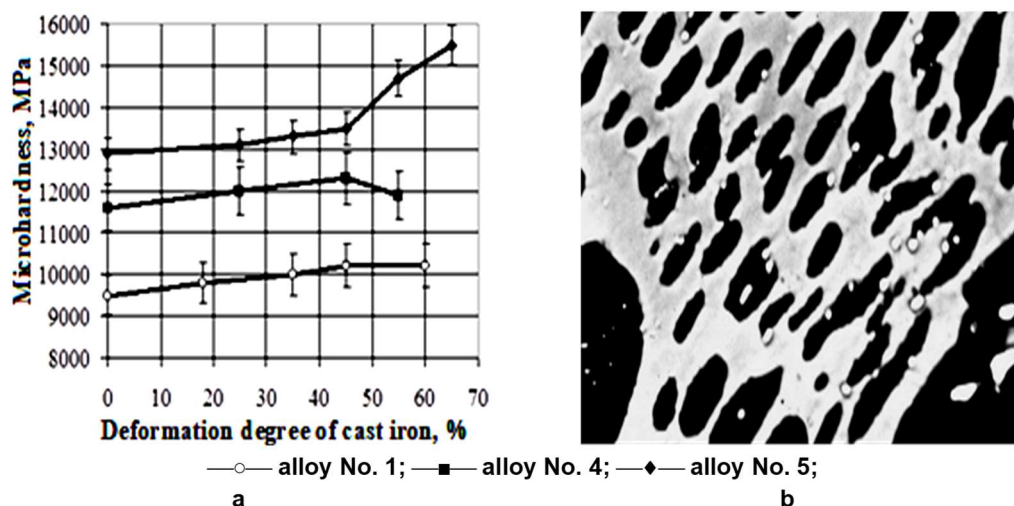 16000
15000
14000
13000
12000
11000
10000
9000
8000
Microhardness, MPa
0 10 20 30 40 50 60 70
Deformation degree of cast iron, %
alloy No. 1; alloy No. 4; alloy No. 5;
a b